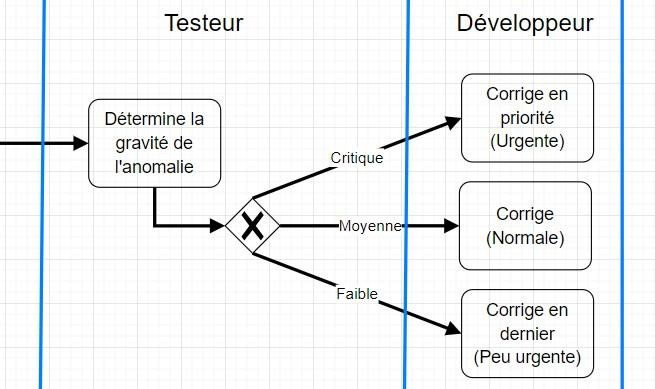 Testeur
Développeur
Détermine la
gravité de
l'anomalie
Critique
Moyenne
Faible
Corrige en
priorité
(Urgente)
Corrige
(Normale)
Corrige en
dernier
(Peu urgente)